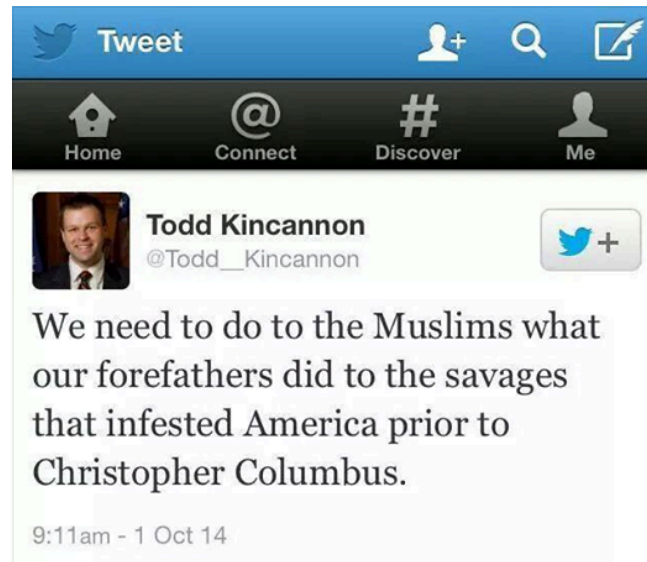 Tweet
Home Connect Discover Me
Todd Kincannon
@Todd__Kincannon
We need to do to the Muslims what
our forefathers did to the savages
that infested America prior to
Christopher Columbus.
9:11am - 1 Oct 14